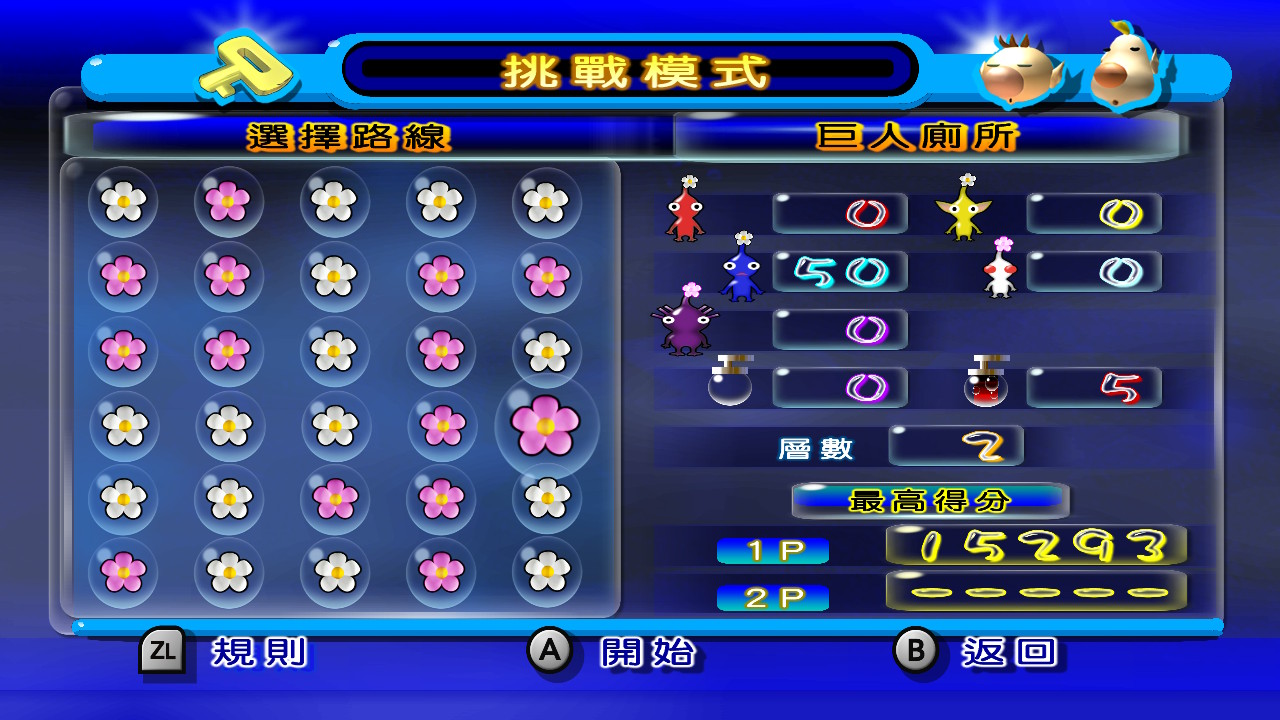 挑戰模式
選擇路線
巨人廁所
0 0
50 0
0
0 5
層數 2
最高得分
1P 15293
2P -----
ZL 規則 A 開始 B 返回